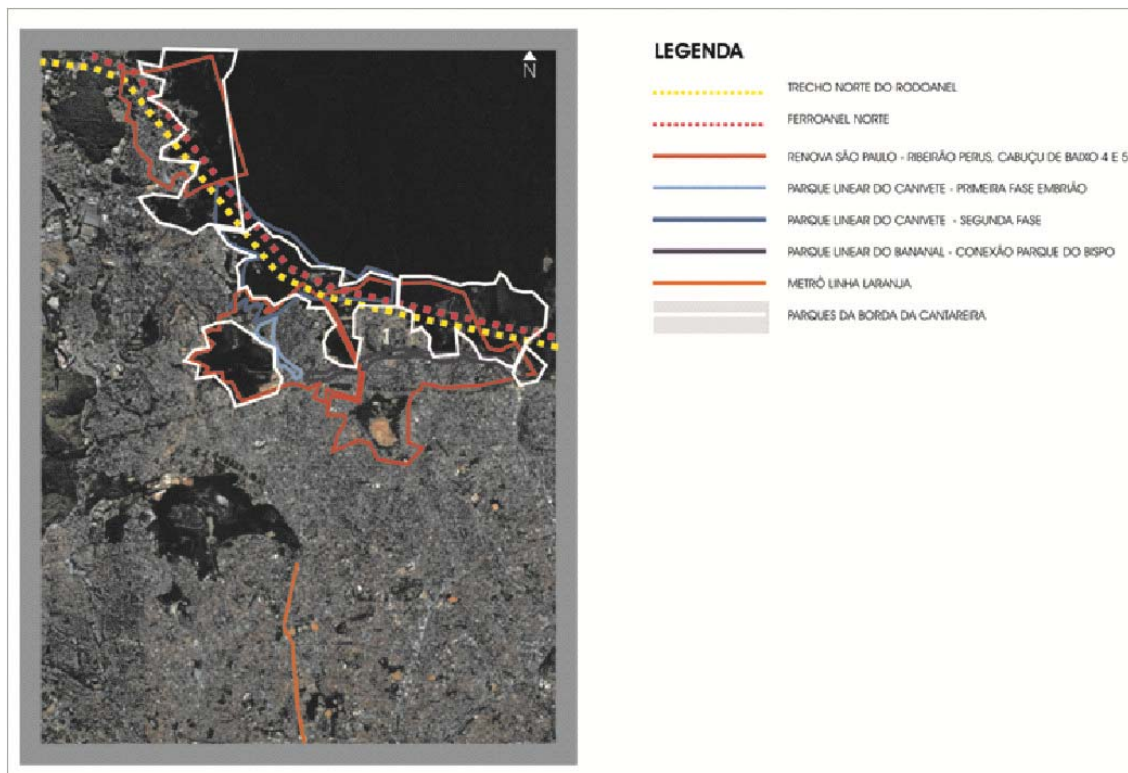 N
1
LEGENDA
TRECHO NORTE DO RODOANEL
FERROANEL NORTE
RENOVA SÃO PAULO - RIBEIRÃO PERUS, CABUÇU DE BAIXO 4 E 5
PARQUE LINEAR DO CANIVETE - PRIMEIRA FASE EMBRIÃO
PARQUE LINEAR DO CANIVETE - SEGUNDA FASE
PARQUE LINEAR DO BANANAL - CONEXÃO PARQUE DO BISPO
METRÔ LINHA LARANJA
PARQUES DA BORDA DA CANTAREIRA